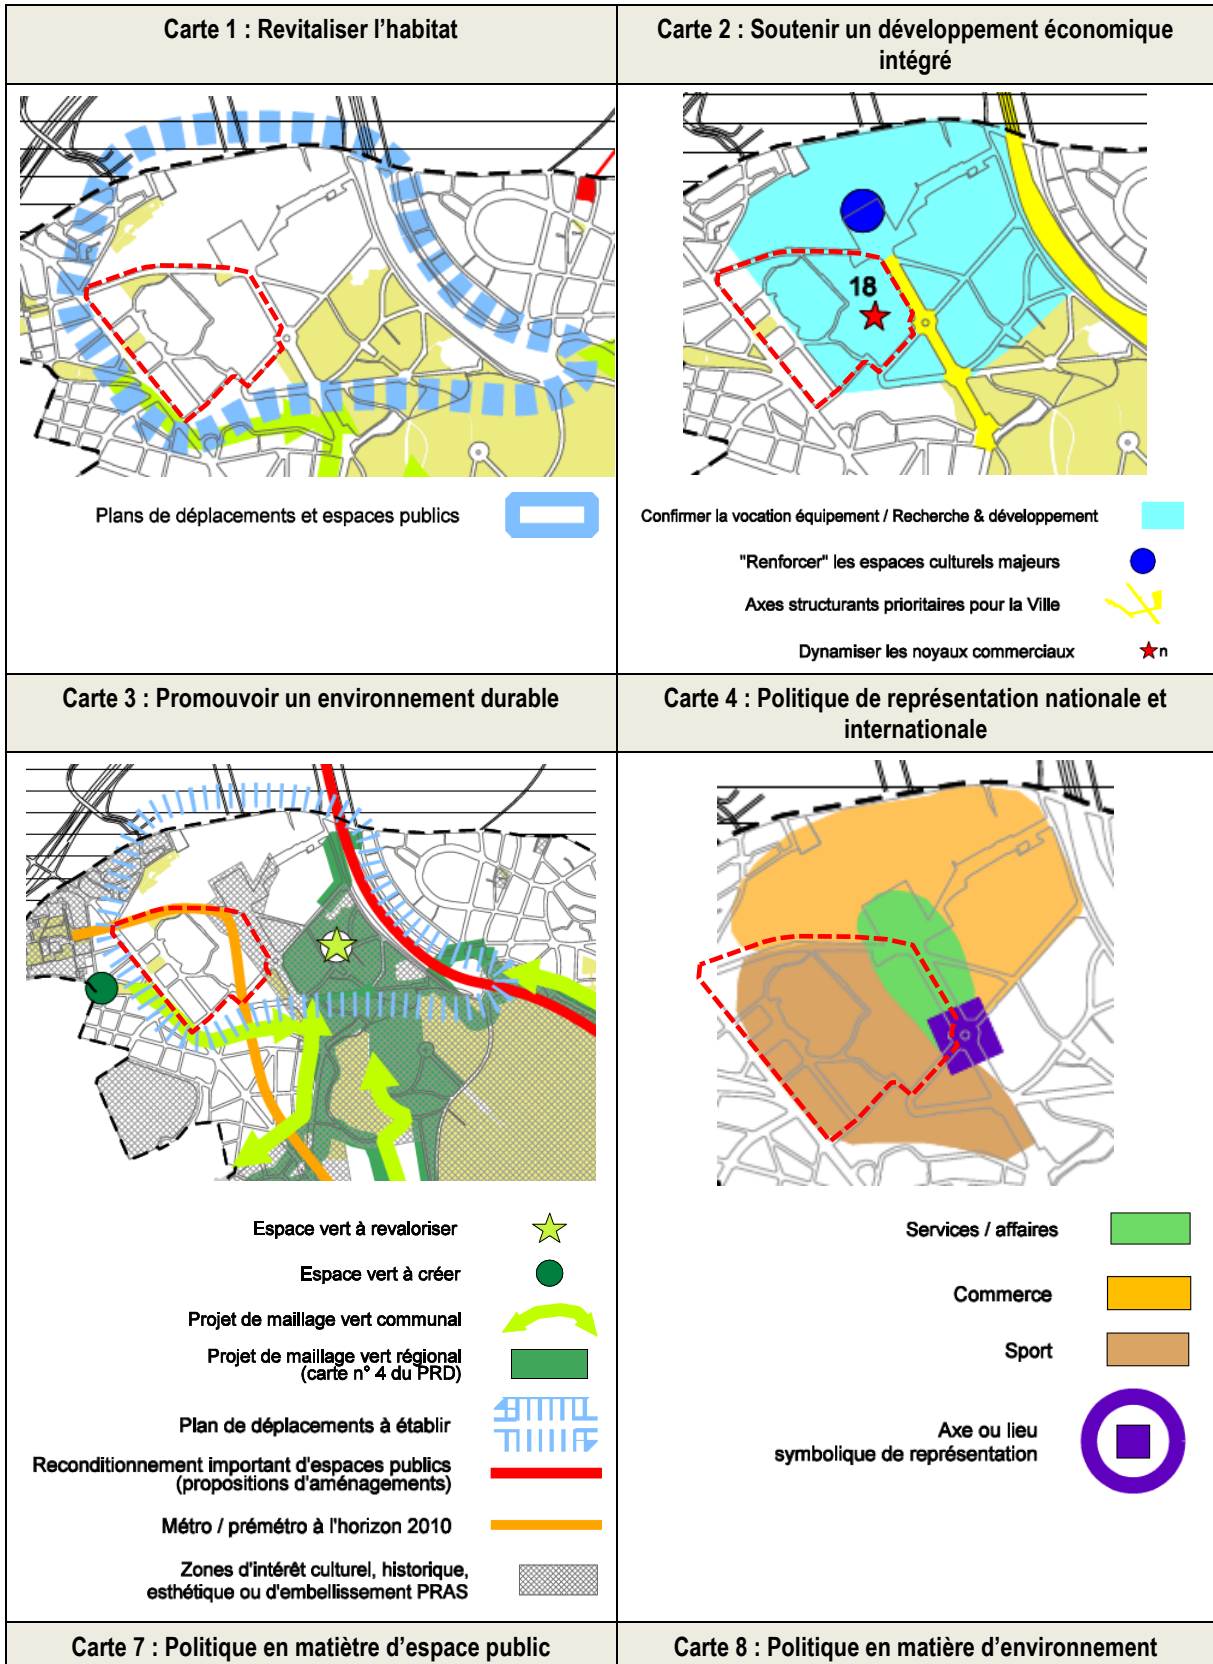 Carte 1 : Revitaliser l’habitat
Carte 2 : Soutenir un développement économique
intégré
18
Plans de déplacements et espaces publics
Confirmer la vocation équipement / Recherche & développement
"Renforcer" les espaces culturels majeurs
Axes structurants prioritaires pour la Ville
Dynamiser les noyaux commerciaux
n
Carte 3 : Promouvoir un environnement durable
Carte 4 : Politique de représentation nationale et
internationale
Espace vert à revaloriser
Espace vert à créer
Projet de maillage vert communal
Projet de maillage vert régional
(carte n° 4 du PRD)
Plan de déplacements à établir
Reconditionnement important d'espaces publics
(propositions d'aménagements)
Métro / prémétro à l'horizon 2010
Zones d'intérêt culturel, historique,
esthétique ou d'embellissement PRAS
Services / affaires
Commerce
Sport
Axe ou lieu
symbolique de représentation
Carte 7 : Politique en matiètre d’espace public
Carte 8 : Politique en matière d’environnement